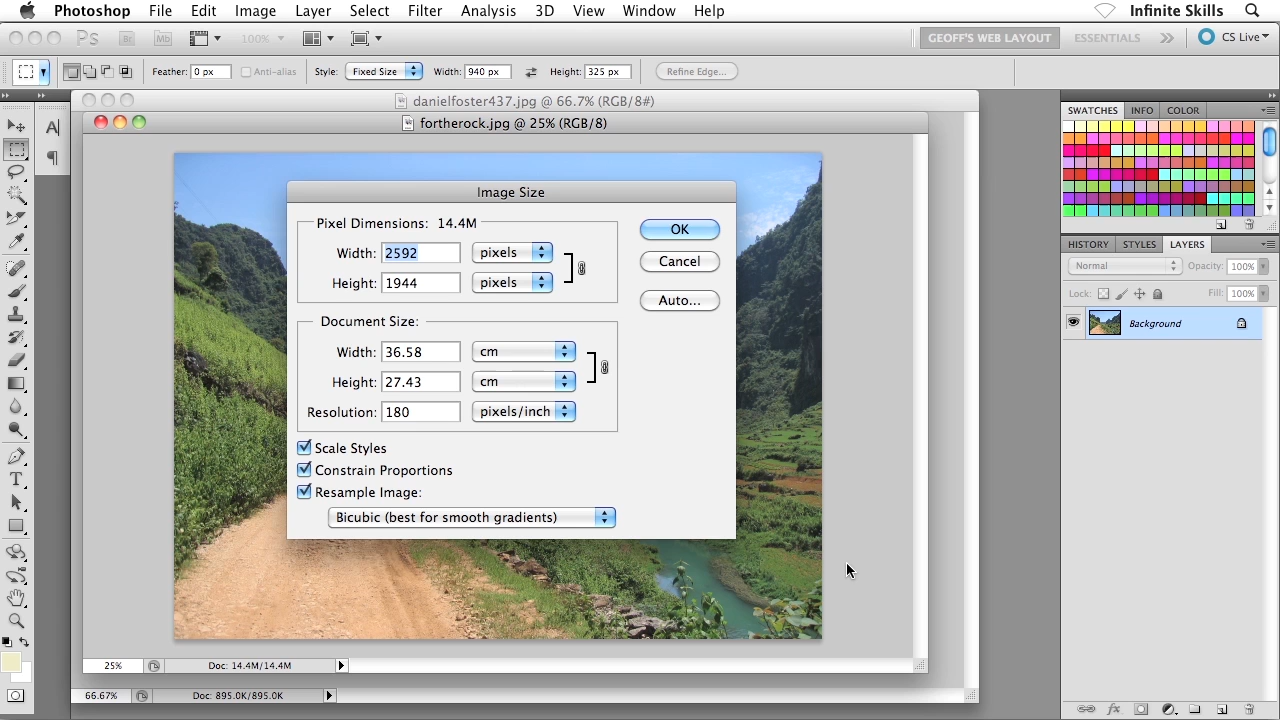 Photoshop File Edit Image Layer Select Filter Analysis 3D View Window Help Infinite Skills
Ps Br Mb 100% GEOFF'S WEB LAYOUT ESSENTIALS CS Live
Feather: 0 px Anti-alias Style: Fixed Size Width: 940 px Height: 325 px Refine Edge...
danielfoster437.jpg @ 66.7% (RGB/8#)
fortherock.jpg @ 25% (RGB/8)
SWATCHES INFO COLOR
Image Size
Pixel Dimensions: 14.4M
Width: 2592 pixels
Height: 1944 pixels
OK
Cancel
Auto...
Document Size:
Width: 36.58 cm
Height: 27.43 cm
Resolution: 180 pixels/inch
Scale Styles
Constrain Proportions
Resample Image:
Bicubic (best for smooth gradients)
HISTORY STYLES LAYERS
Normal Opacity: 100%
Lock: Fill: 100%
Background
25% Doc: 14.4M/14.4M
66.67% Doc: 895.0K/895.0K